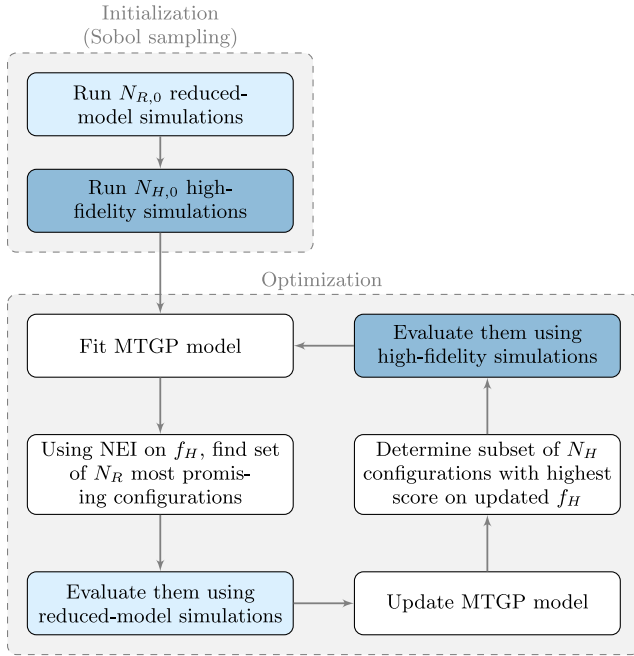 Initialization
(Sobol sampling)
Run N_{R,0} reduced-
model simulations
Run N_{H,0} high-
fidelity simulations
Optimization
Fit MTGP model
Evaluate them using
high-fidelity simulations
Using NEI on f_H, find set
of N_R most promis-
ing configurations
Determine subset of N_H
configurations with highest
score on updated f_H
Evaluate them using
reduced-model simulations
Update MTGP model